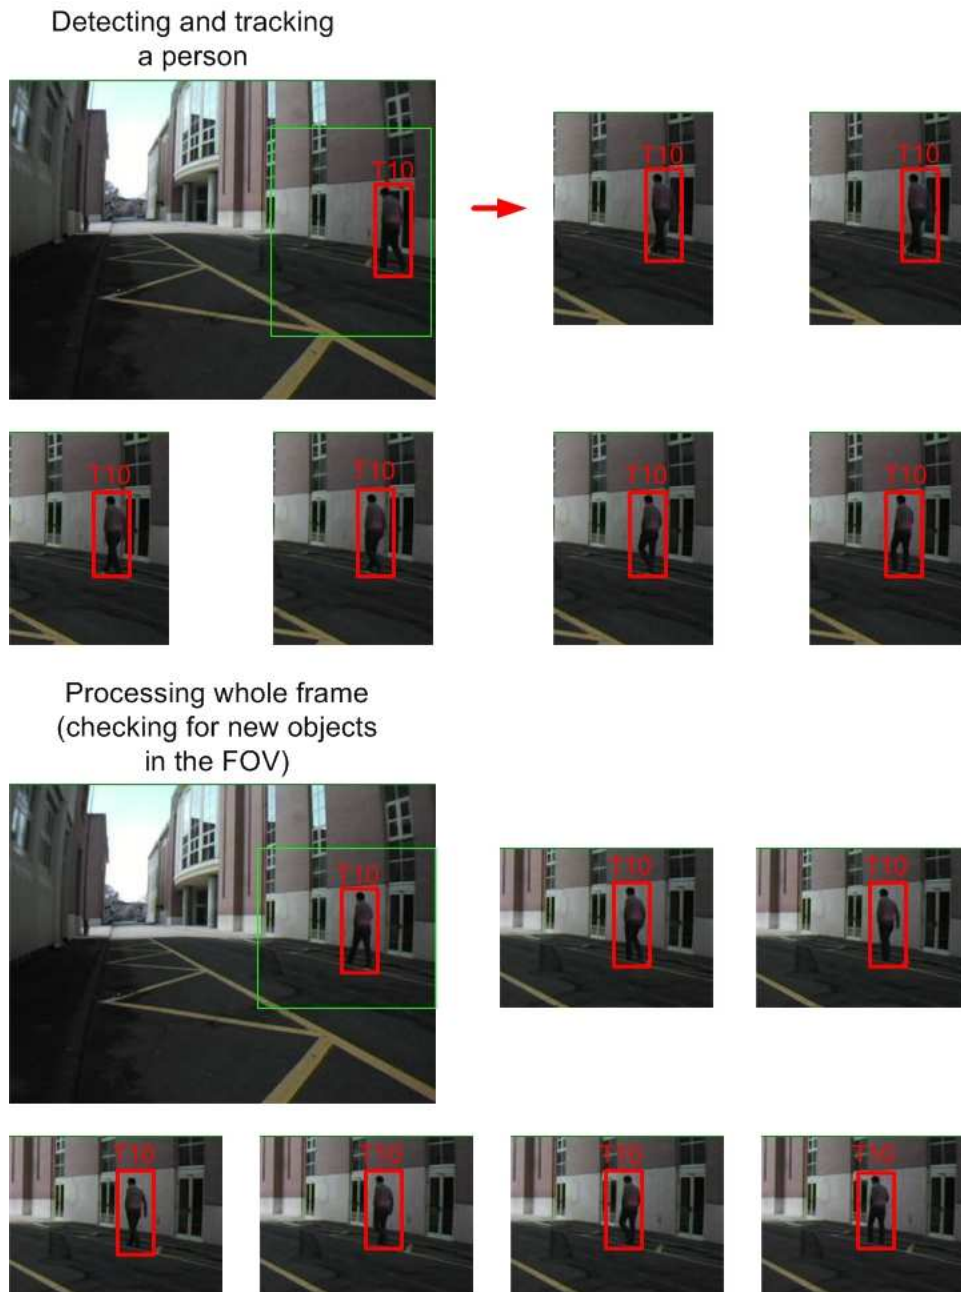 Detecting and tracking
a person
T10
T10
T10
T10
T10
T10
T10
Processing whole frame
(checking for new objects
in the FOV)
T10
T10
T10
T10
T10
T10
T10